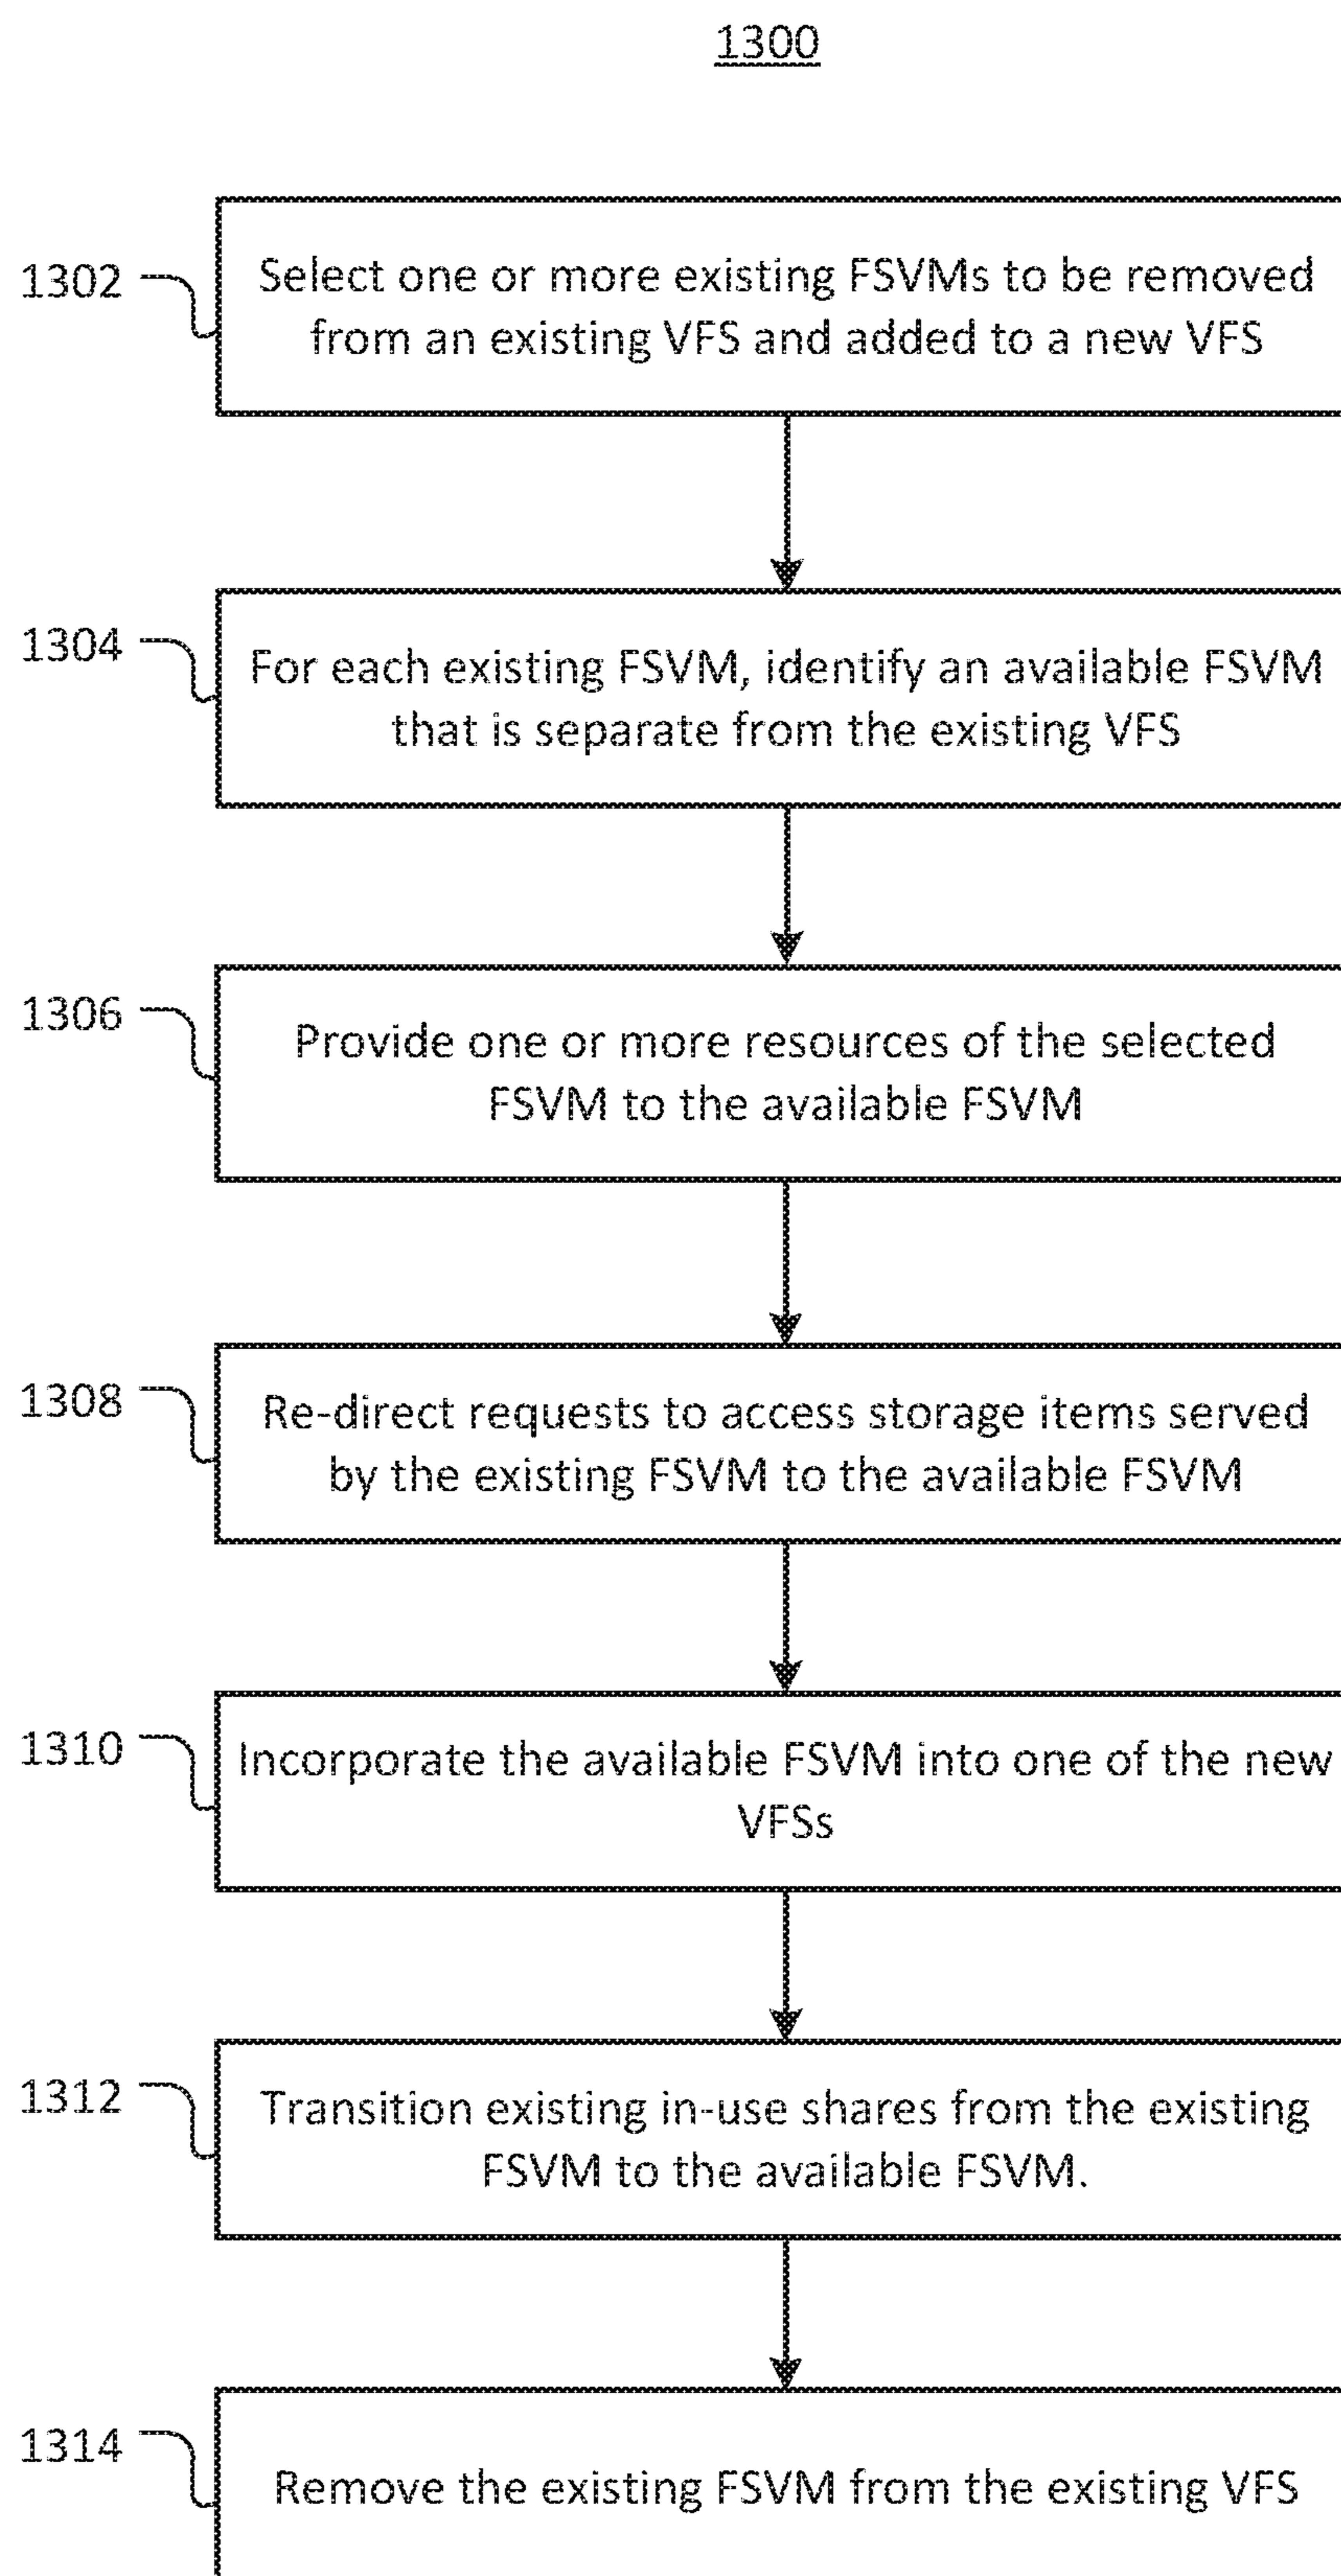 1300
1302
Select one or more existing FSVMs to be removed
from an existing VFS and added to a new VFS
1304
For each existing FSVM, identify an available FSVM
that is separate from the existing VFS
1306
Provide one or more resources of the selected
FSVM to the available FSVM
1308
Re-direct requests to access storage items served
by the existing FSVM to the available FSVM
1310
Incorporate the available FSVM into one of the new
VFSs
1312
Transition existing in-use shares from the existing
FSVM to the available FSVM.
1314
Remove the existing FSVM from the existing VFS